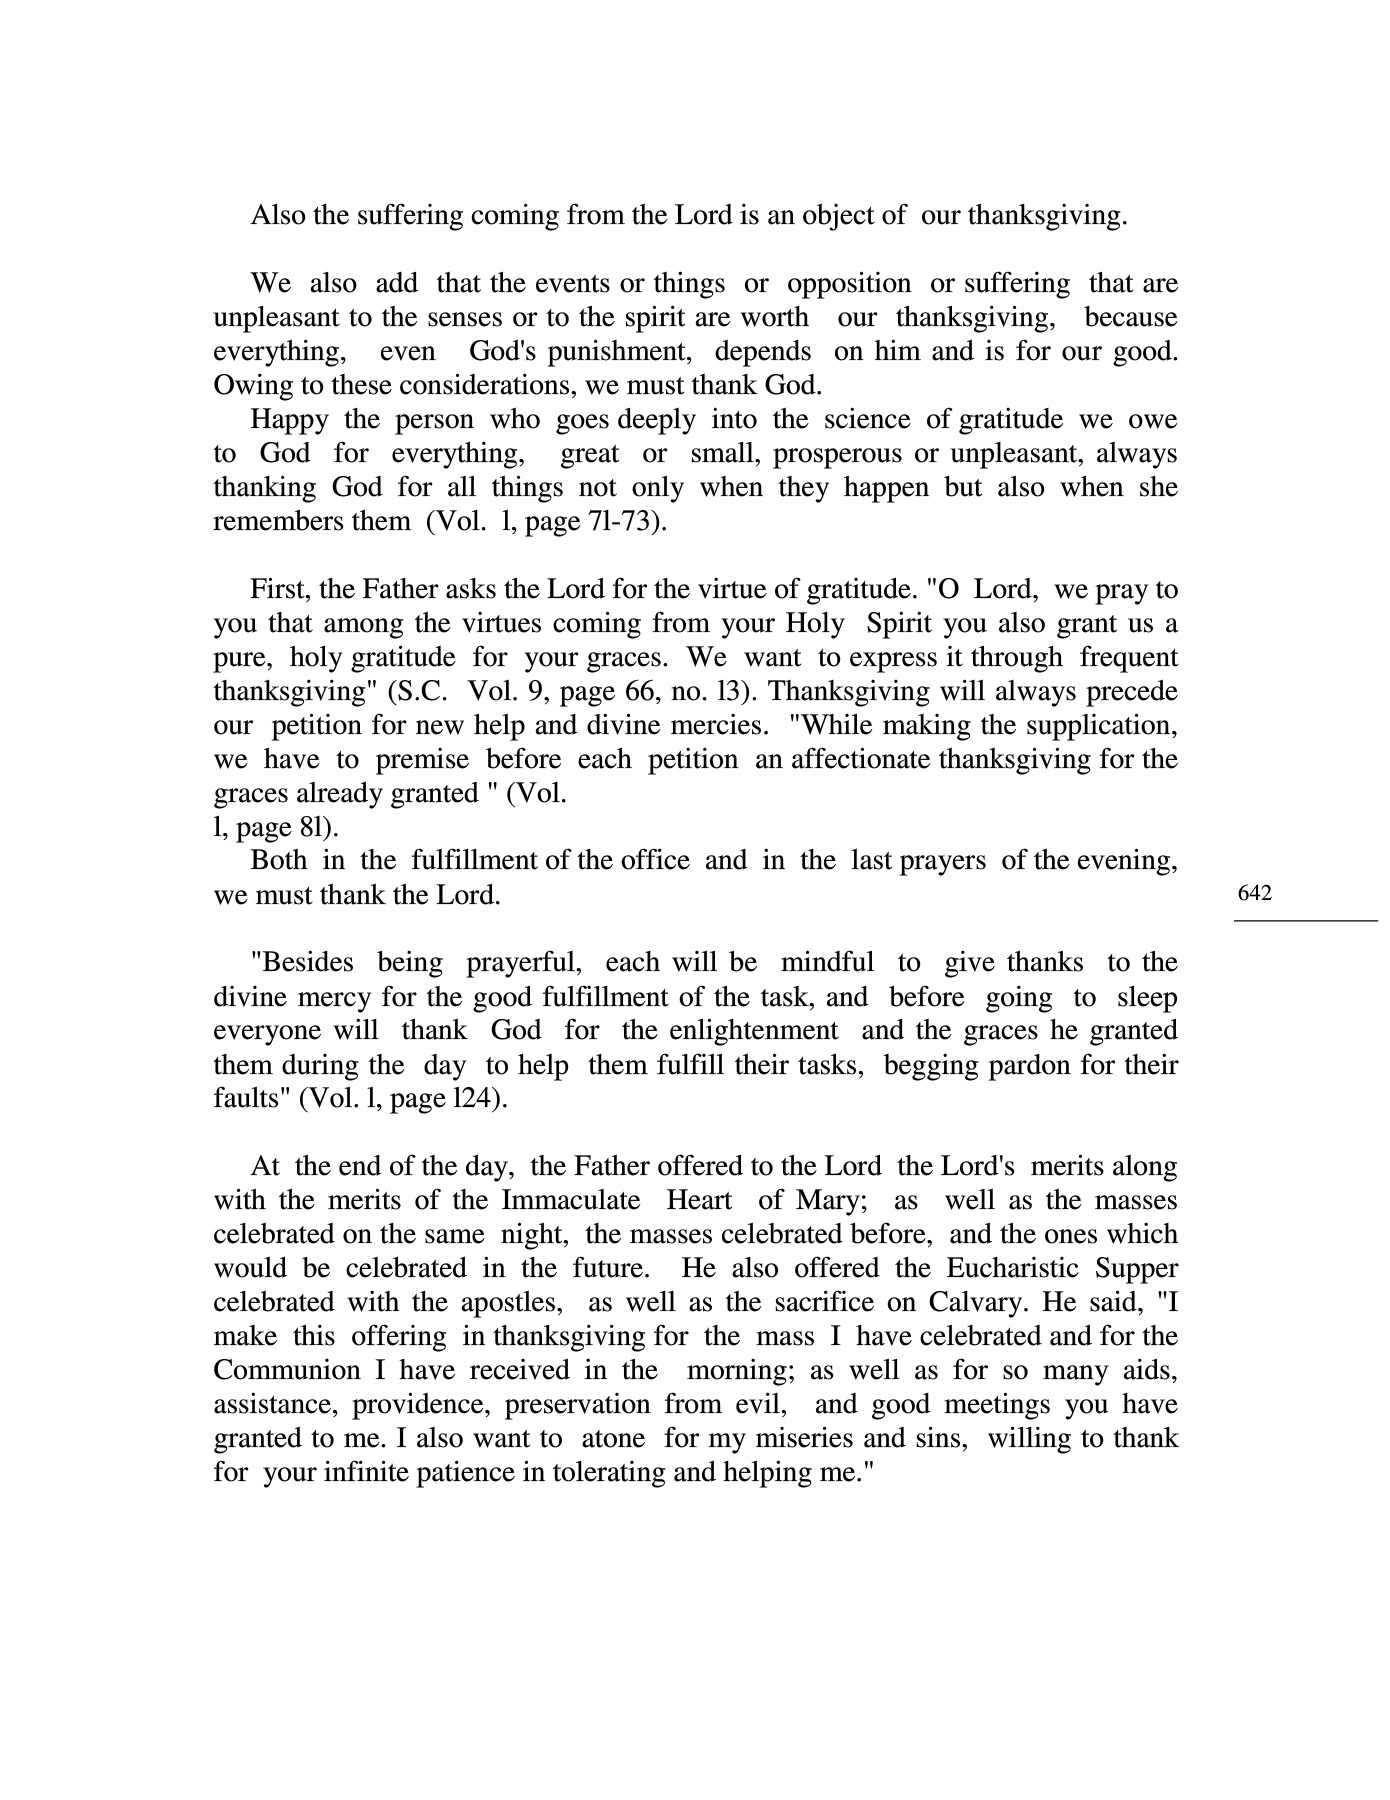 Also the suffering coming from the Lord is an object of our thanksgiving.
We also add that the events or things or opposition or suffering that are
unpleasant to the senses or to the spirit are worth our thanksgiving, because
everything, even God's punishment, depends on him and is for our good.
Owing to these considerations, we must thank God.
Happy the person who goes deeply into the science of gratitude we owe
to God for everything, great or small, prosperous or unpleasant, always
thanking God for all things not only when they happen but also when she
remembers them (Vol. l, page 7l-73).
First, the Father asks the Lord for the virtue of gratitude. "O Lord, we pray to
you that among the virtues coming from your Holy Spirit you also grant us a
pure, holy gratitude for your graces. We want to express it through frequent
thanksgiving" (S.C. Vol. 9, page 66, no. l3). Thanksgiving will always precede
our petition for new help and divine mercies. "While making the supplication,
we have to premise before each petition an affectionate thanksgiving for the
graces already granted " (Vol.
l, page 8l).
Both in the fulfillment of the office and in the last prayers of the evening,
we must thank the Lord.
642
"Besides being prayerful, each will be mindful to give thanks to the
divine mercy for the good fulfillment of the task, and before going to sleep
everyone will thank God for the enlightenment and the graces he granted
them during the day to help them fulfill their tasks, begging pardon for their
faults" (Vol. l, page l24).
At the end of the day, the Father offered to the Lord the Lord's merits along
with the merits of the Immaculate Heart of Mary; as well as the masses
celebrated on the same night, the masses celebrated before, and the ones which
would be celebrated in the future. He also offered the Eucharistic Supper
celebrated with the apostles, as well as the sacrifice on Calvary. He said, "I
make this offering in thanksgiving for the mass I have celebrated and for the
Communion I have received in the morning; as well as for so many aids,
assistance, providence, preservation from evil, and good meetings you have
granted to me. I also want to atone for my miseries and sins, willing to thank
for your infinite patience in tolerating and helping me."